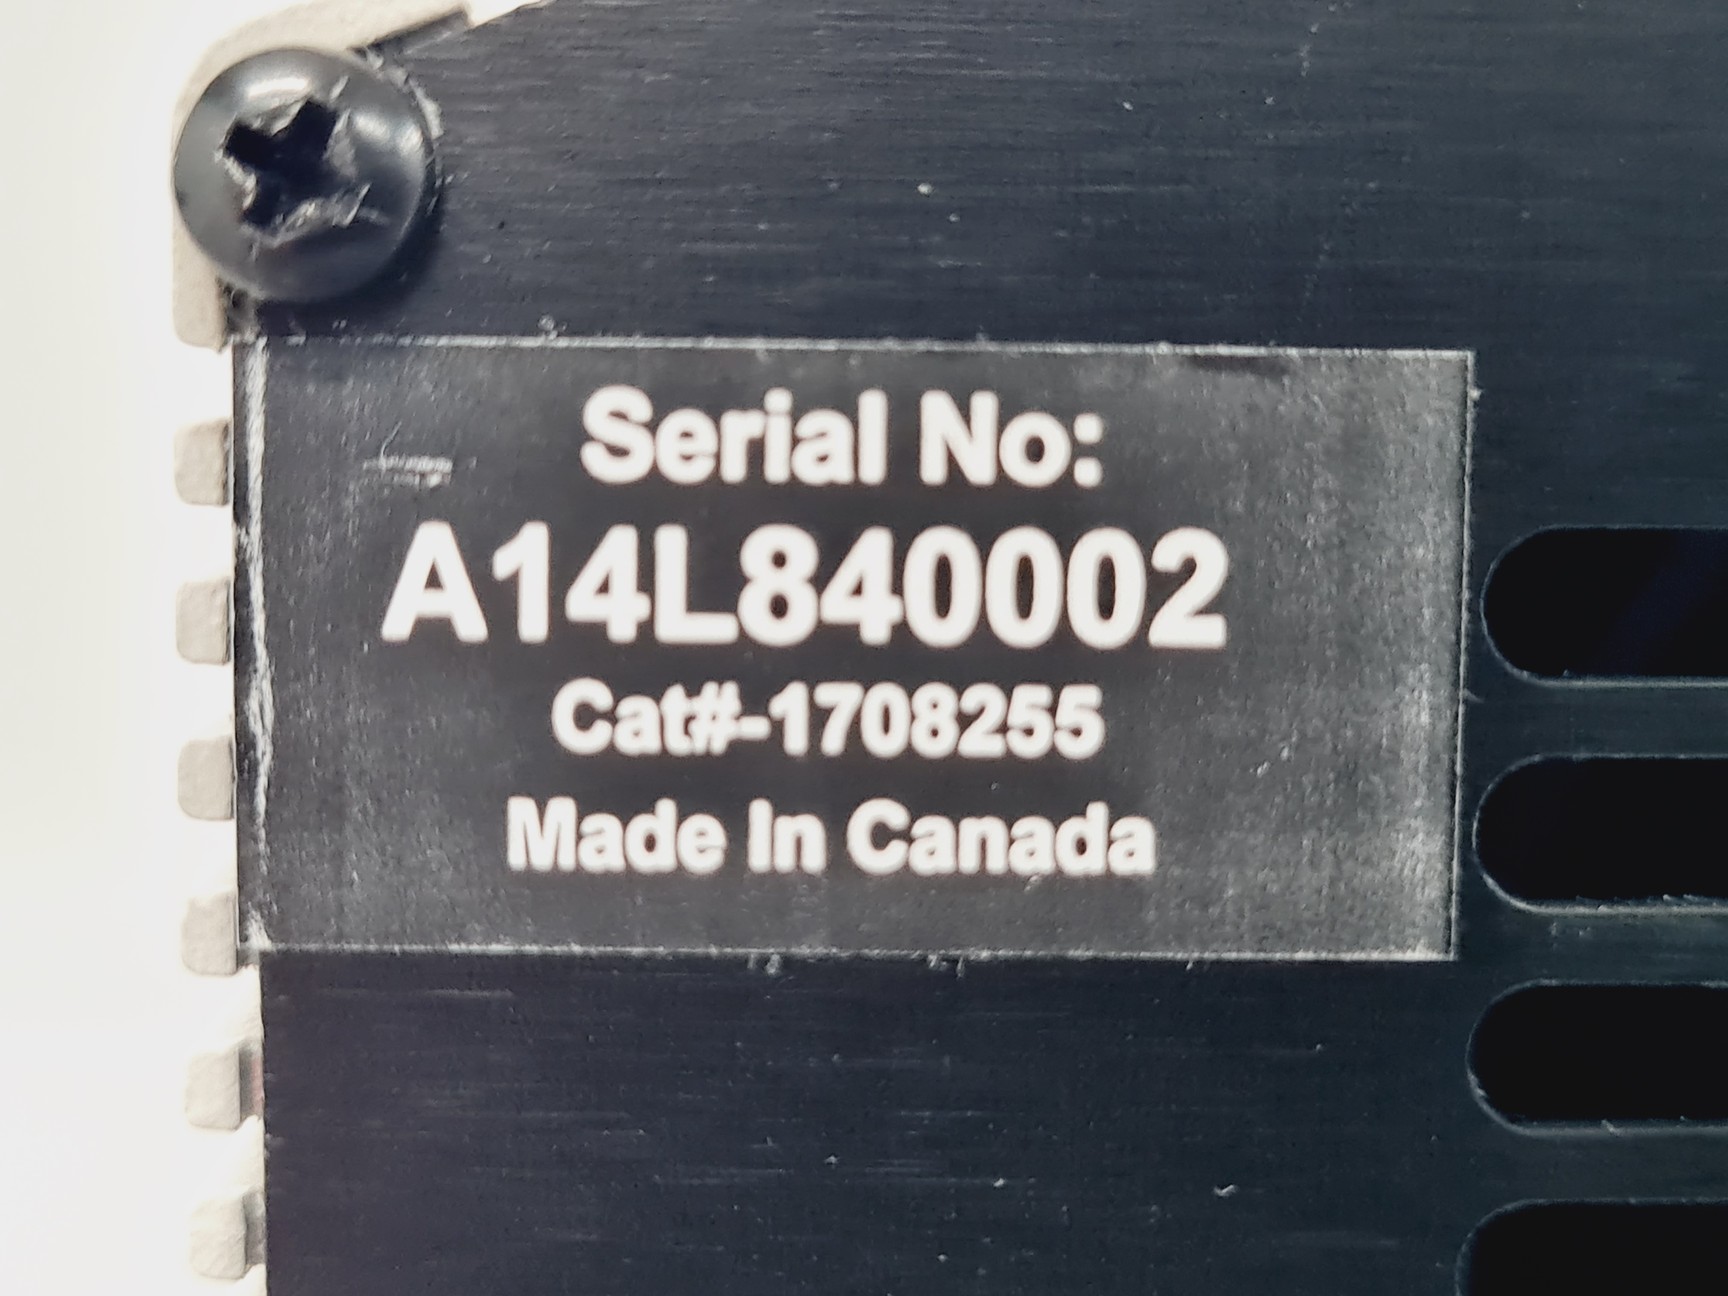 Serial No:
A14L840002
Cat#-1708255
Made In Canada